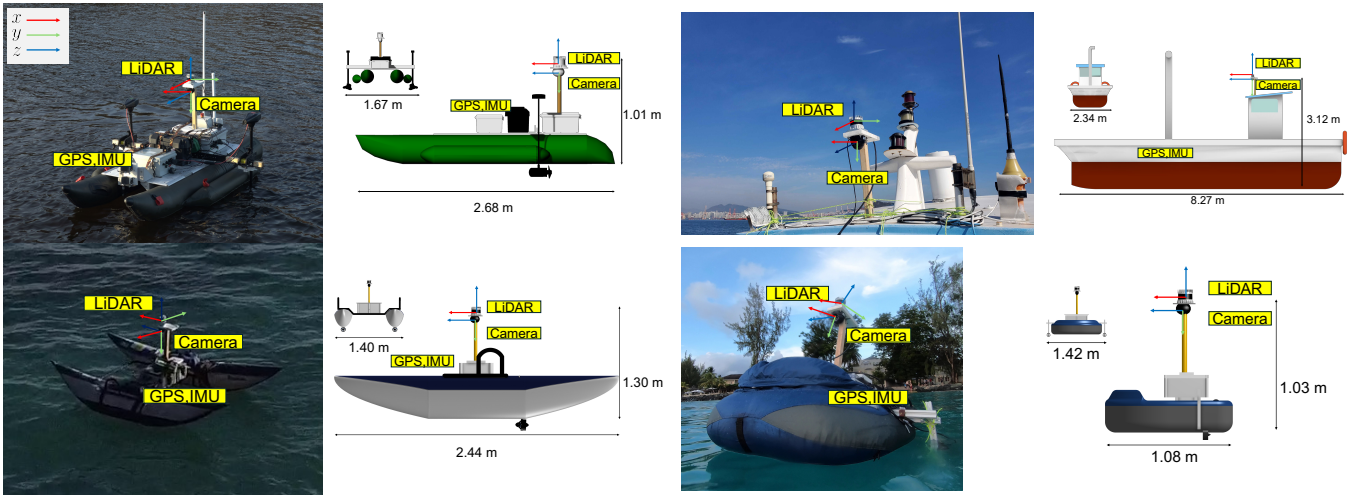 x
y
z
LiDAR
Camera
GPS,IMU
1.67 m
LiDAR
Camera
GPS,IMU
1.01 m
2.68 m
LiDAR
Camera
2.34 m
LiDAR
Camera
GPS,IMU
3.12 m
8.27 m
LiDAR
Camera
GPS,IMU
1.40 m
LiDAR
Camera
GPS,IMU
1.30 m
2.44 m
LiDAR
Camera
GPS,IMU
1.42 m
LiDAR
Camera
1.03 m
1.08 m